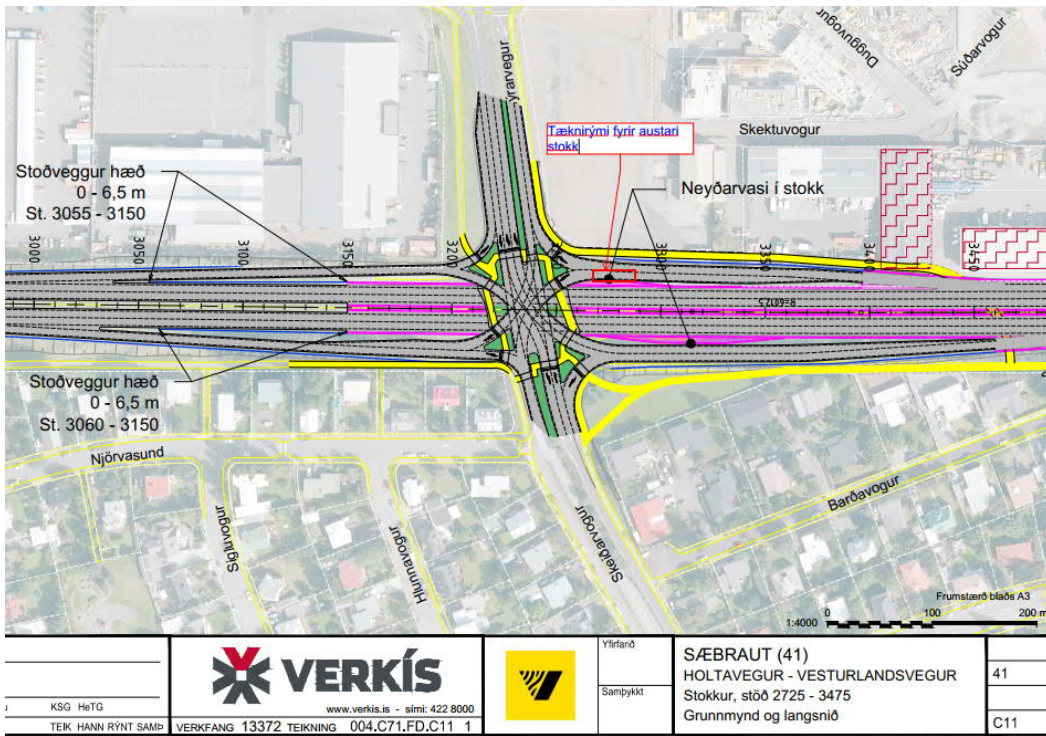 ýrarvegur
Dugguvogur
Súðarvogur
Tæknirými fyrir austari
stokk
Skektuvogur
Stoðveggur hæð
0 - 6,5 m
St. 3055 - 3150
Neyðarvasi í stokk
3000
3050
3100
3150
3200
3300
3350
3400
3450
R=6012.5
Stoðveggur hæð
0 - 6,5 m
St. 3060 - 3150
Njörvasund
Sigluvogur
Hlunnavogur
Skeiðarvogur
Barðavogur
Frumstærð blaðs A3
0 100 200 m
1:4000
KSG HeTG
TEIK HANN RÝNT SAMÞ
VERKÍS
www.verkis.is - sími: 422 8000
VERKFANG 13372 TEIKNING 004.C71.FD.C11 1
Yfirfarið
Samþykkt
SÆBRAUT (41)
HOLTAVEGUR - VESTURLANDSVEGUR
Stokkur, stöð 2725 - 3475
Grunnmynd og langsnið
41
C11